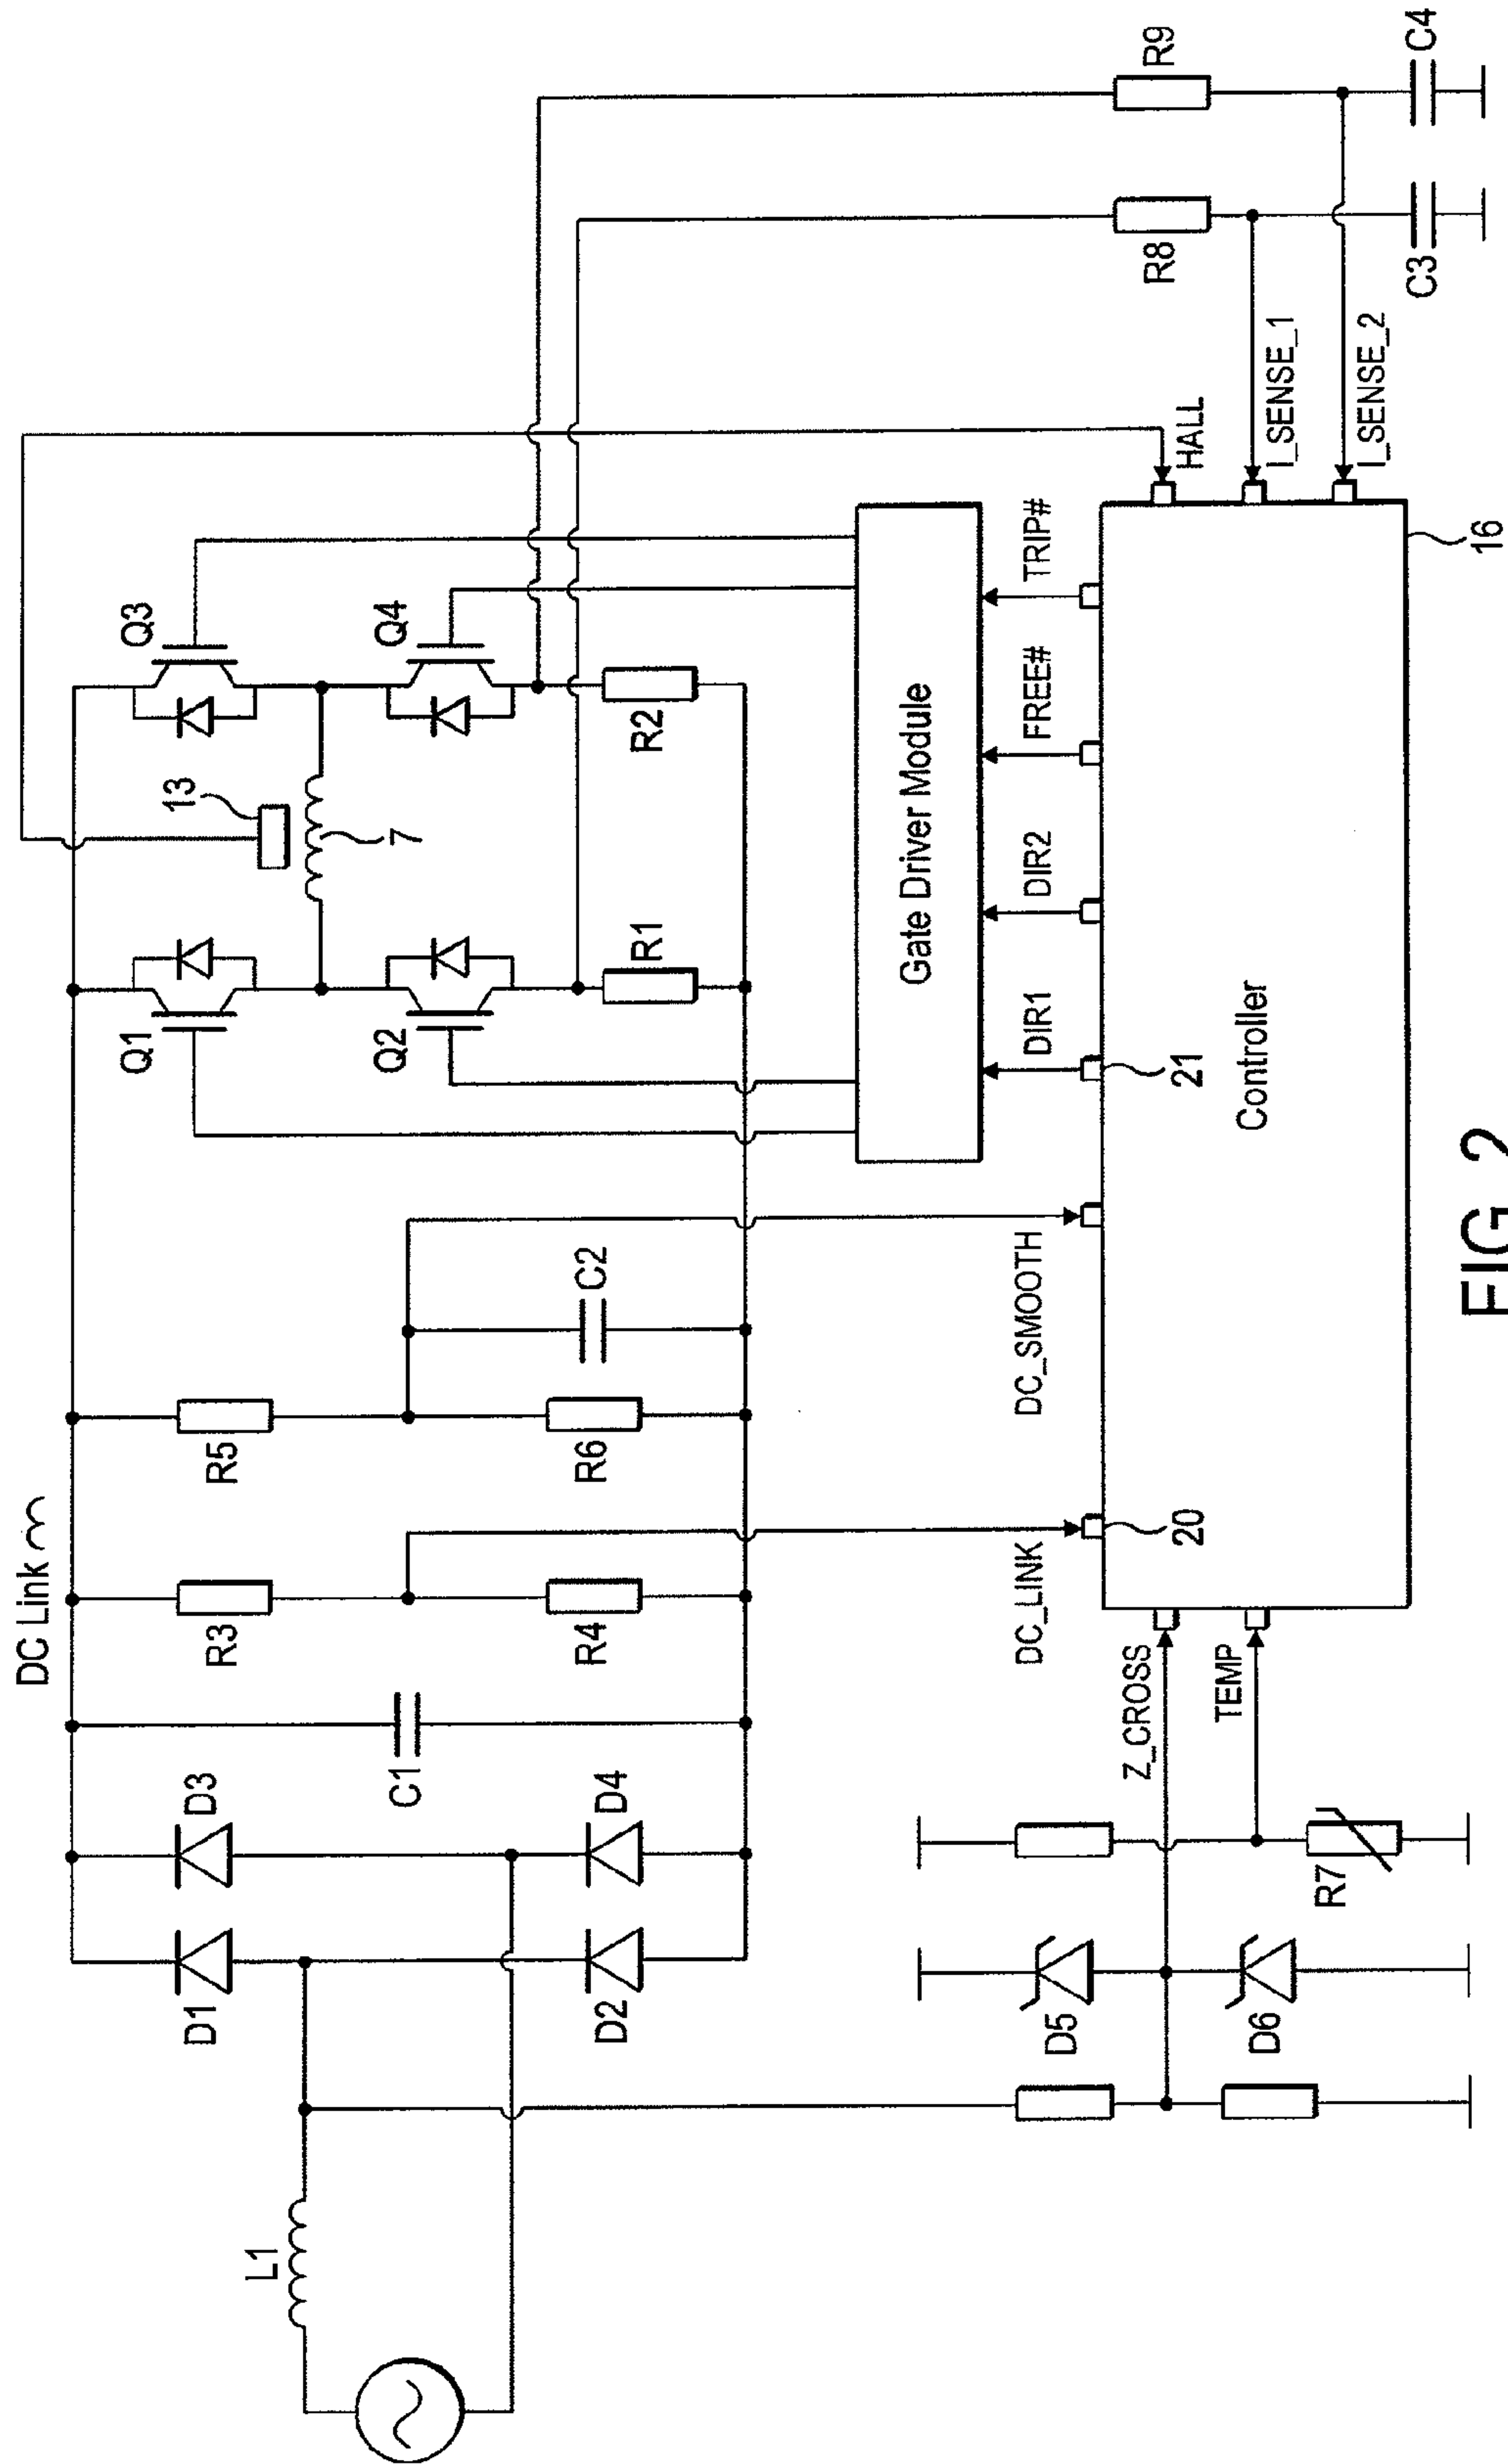 DC Link
L1
D1
D3
D2
D4
C1
R3
R4
R5
R6
C2
Q1
Q2
Q3
Q4
13
7
R1
R2
Gate Driver Module
DIR1
DIR2
FREE#
TRIP#
DC_LINK
DC_SMOOTH
20
21
Controller
16
Z_CROSS
TEMP
D5
D6
R7
HALL
I_SENSE_1
I_SENSE_2
R8
R9
C3
C4
FIG. 2